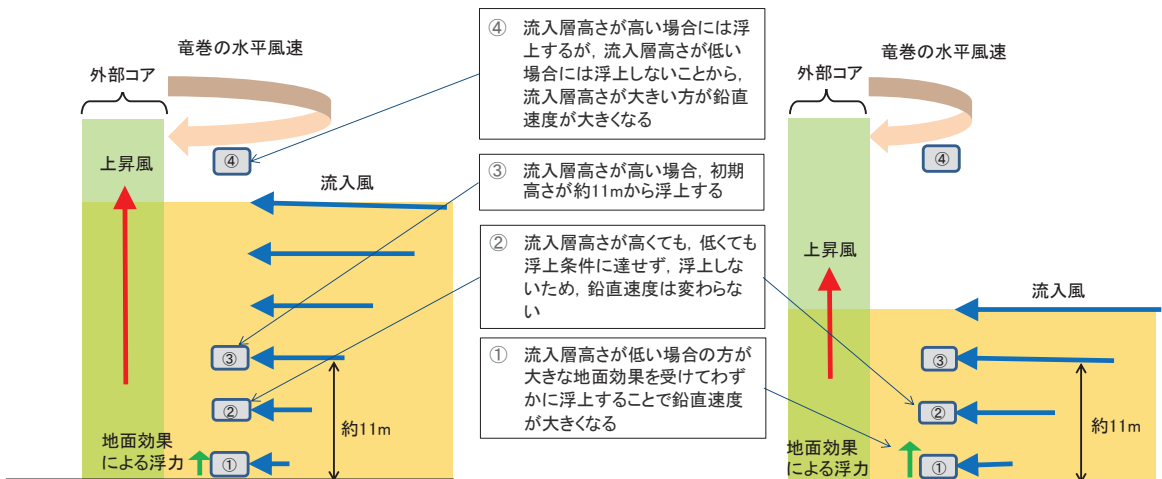 竜巻の水平風速
外部コア
④
上昇風
流入風
③
②
約11m
地面効果
による浮力
①
④ 流入層高さが高い場合には浮
上するが，流入層高さが低い
場合には浮上しないことから，
流入層高さが大きい方が鉛直
速度が大きくなる
③ 流入層高さが高い場合，初期
高さが約11mから浮上する
② 流入層高さが高くても，低くても
浮上条件に達せず，浮上しな
いため，鉛直速度は変わらな
い
① 流入層高さが低い場合の方が
大きな地面効果を受けてわず
かに浮上することで鉛直速度
が大きくなる
竜巻の水平風速
外部コア
④
上昇風
流入風
③
②
約11m
地面効果
による浮力
①